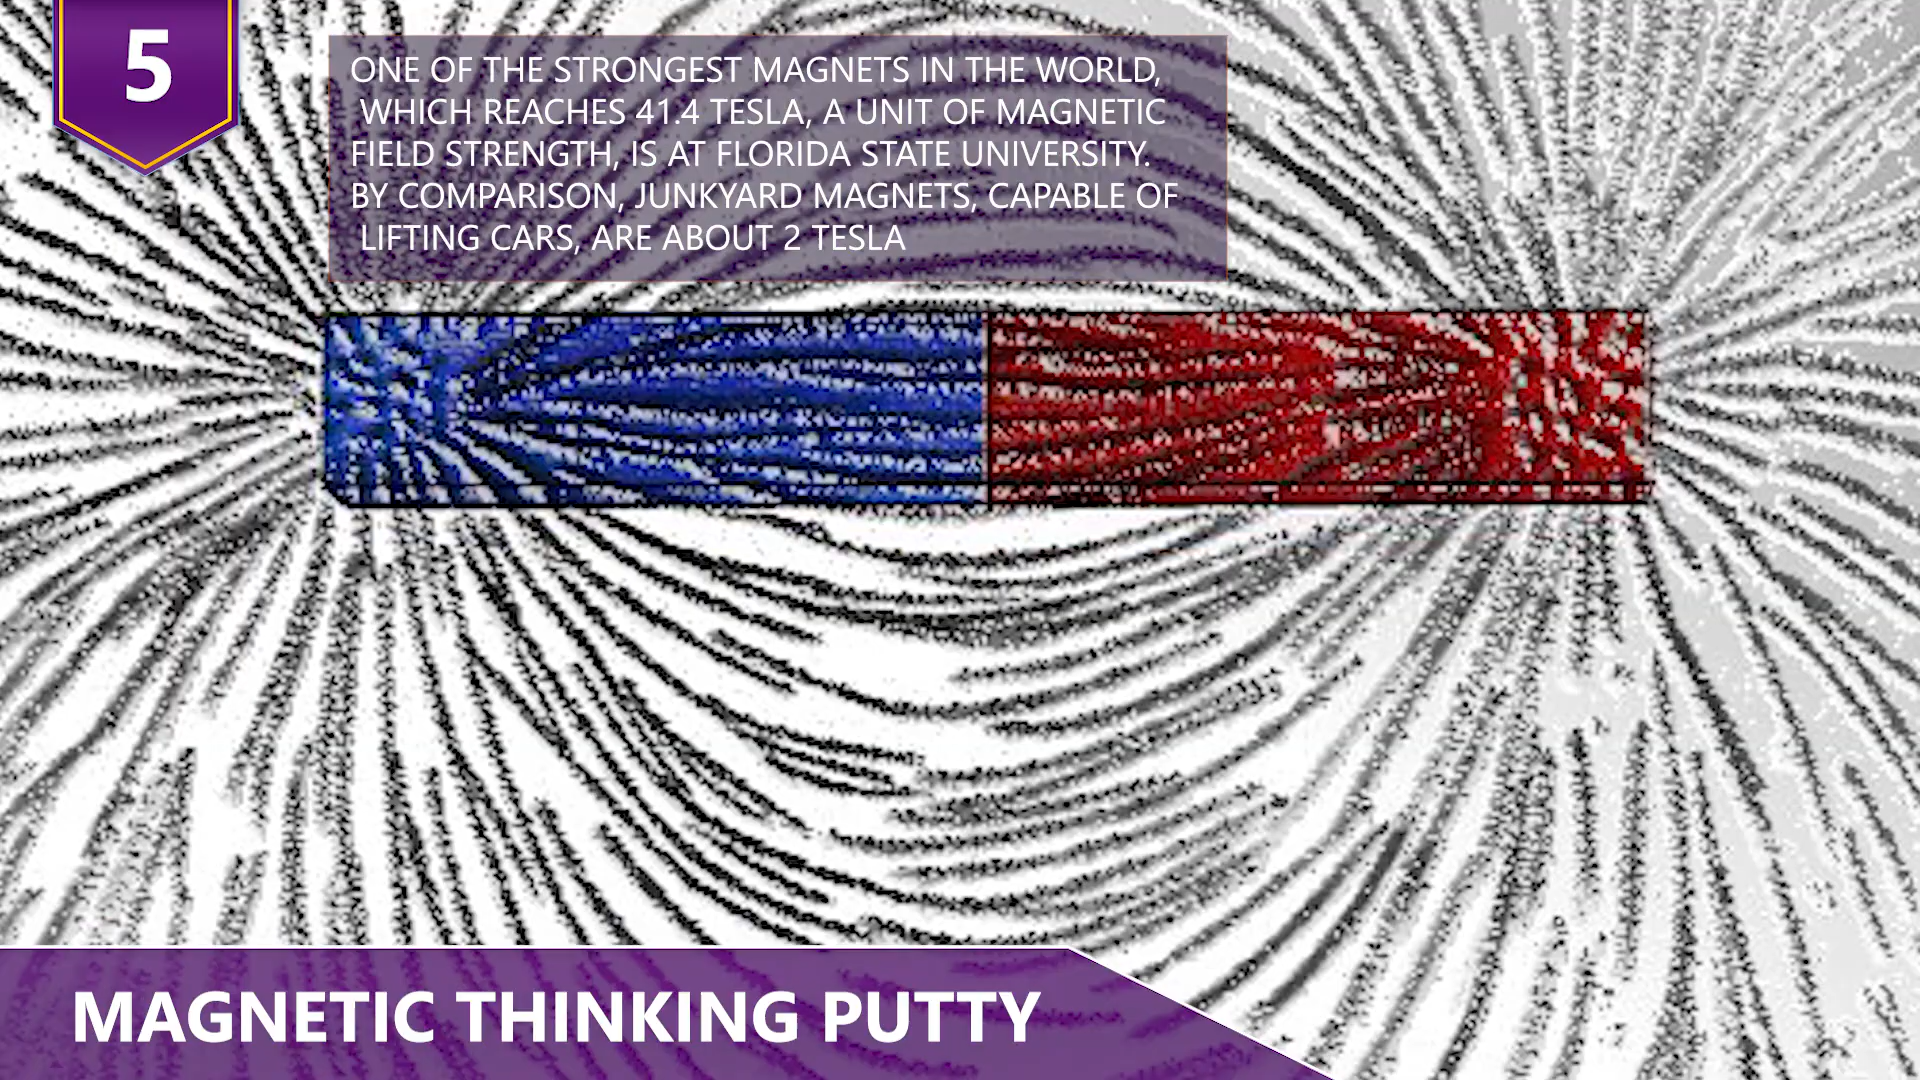 5
ONE OF THE STRONGEST MAGNETS IN THE WORLD,
WHICH REACHES 41.4 TESLA, A UNIT OF MAGNETIC
FIELD STRENGTH, IS AT FLORIDA STATE UNIVERSITY.
BY COMPARISON, JUNKYARD MAGNETS, CAPABLE OF
LIFTING CARS, ARE ABOUT 2 TESLA
MAGNETIC THINKING PUTTY